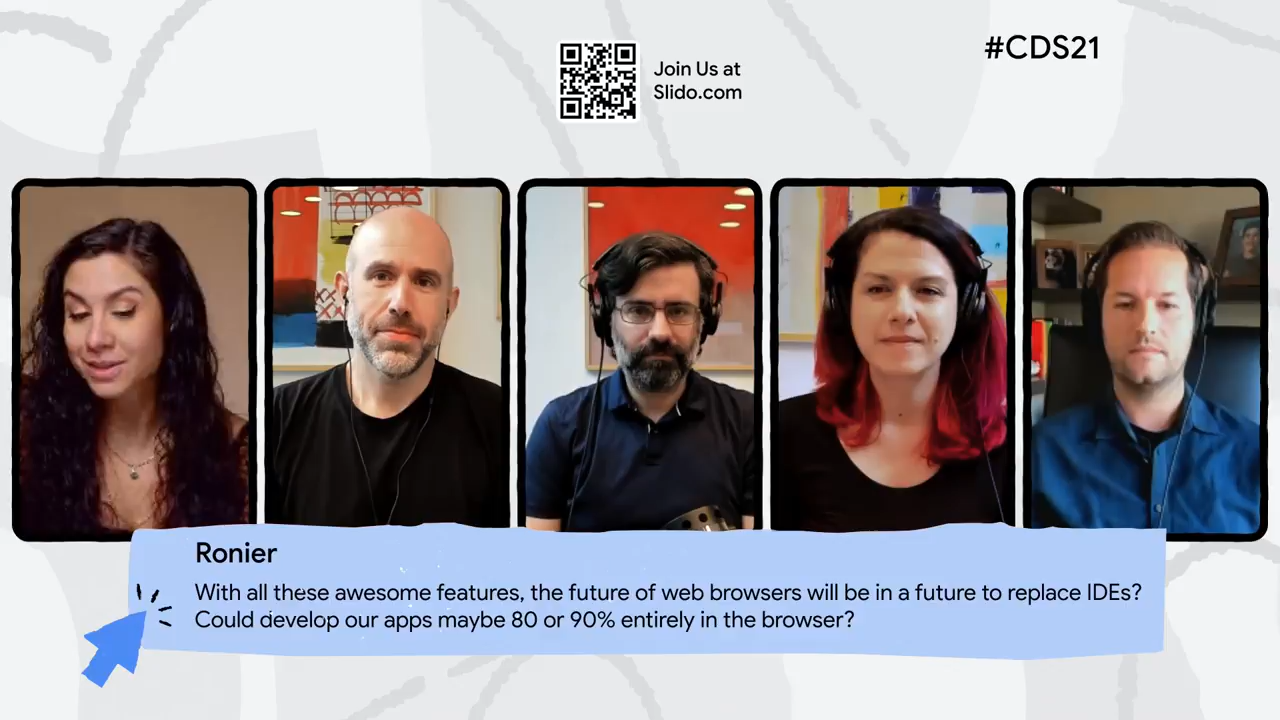 #CDS21
Join Us at
Slido.com
Ronier
With all these awesome features, the future of web browsers will be in a future to replace IDEs?
Could develop our apps maybe 80 or 90% entirely in the browser?